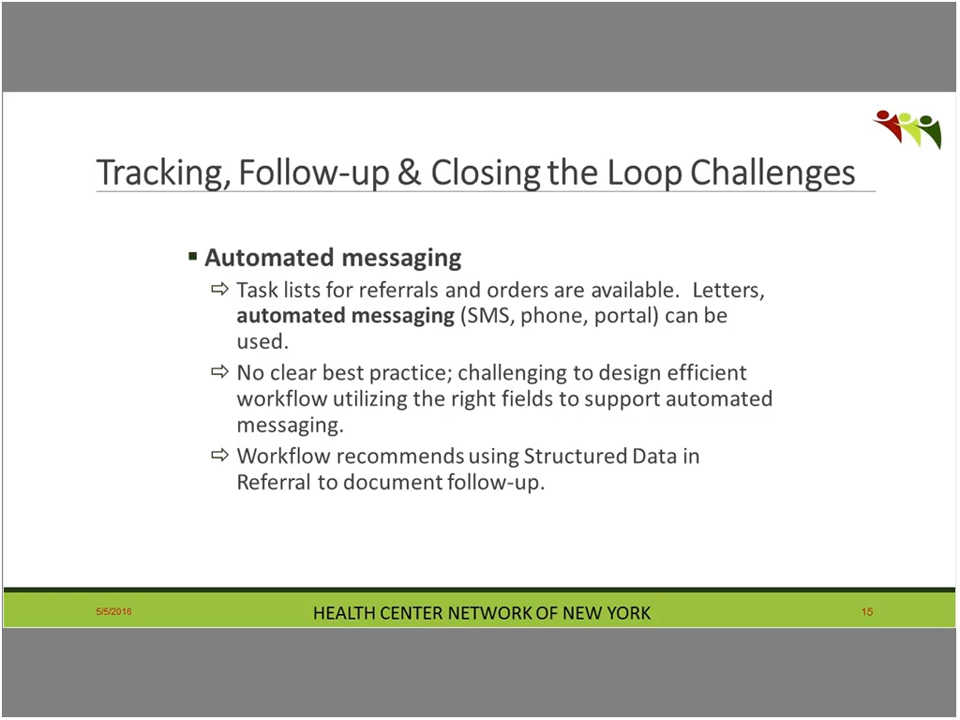 Tracking, Follow-up & Closing the Loop Challenges
▪ Automated messaging
⇨ Task lists for referrals and orders are available.  Letters,
automated messaging (SMS, phone, portal) can be
used.
⇨ No clear best practice; challenging to design efficient
workflow utilizing the right fields to support automated
messaging.
⇨ Workflow recommends using Structured Data in
Referral to document follow-up.
5/5/2016 HEALTH CENTER NETWORK OF NEW YORK 15